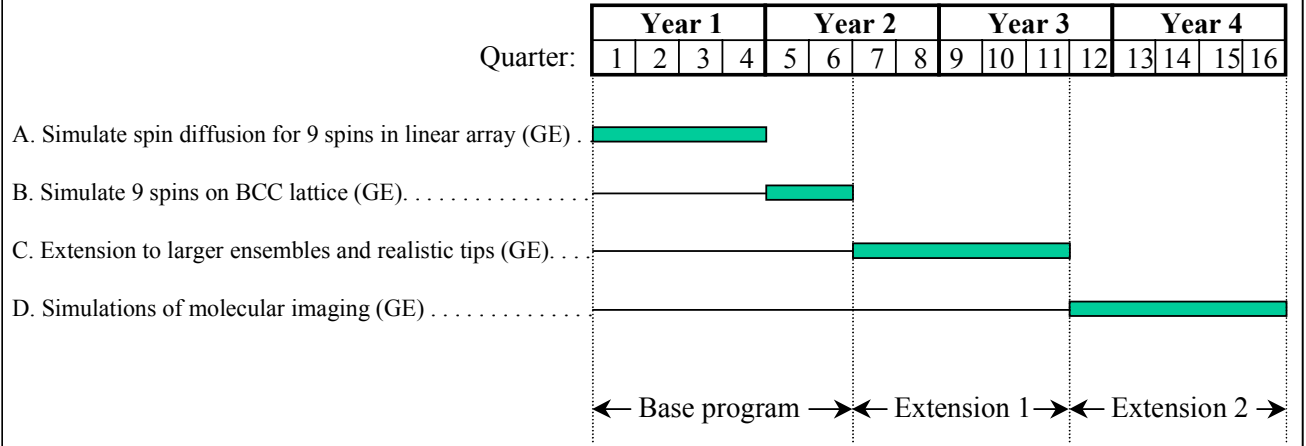 Year 1 Year 2 Year 3 Year 4
Quarter: 1 2 3 4 5 6 7 8 9 10 11 12 13 14 15 16
A. Simulate spin diffusion for 9 spins in linear array (GE) . .
B. Simulate 9 spins on BCC lattice (GE). . . . . . . . . . . . . . . .
C. Extension to larger ensembles and realistic tips (GE). . . .
D. Simulations of molecular imaging (GE) . . . . . . . . . . . . .
Base program Extension 1 Extension 2